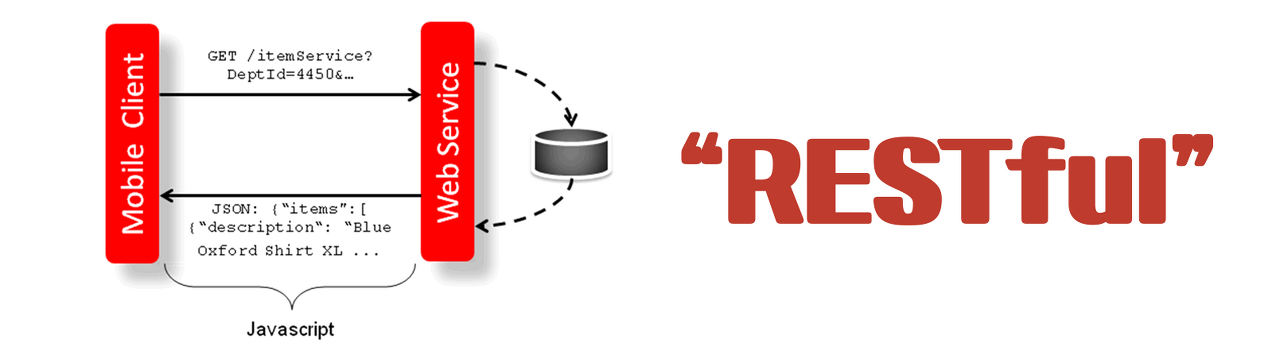 Mobile Client
GET /itemService?
DeptId=4450&…
Web Service
JSON: {“items”:[
{“description“: “Blue
Oxford Shirt XL ...
Javascript
“RESTful”